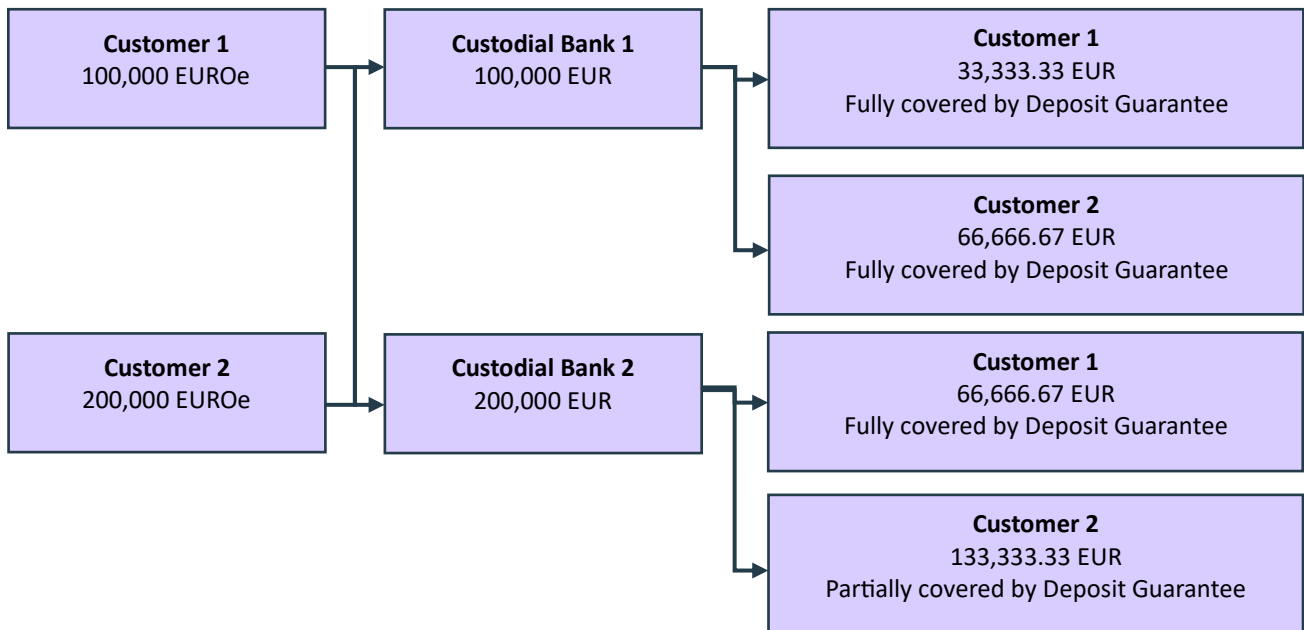 Customer 1
100,000 EUROe
Custodial Bank 1
100,000 EUR
Customer 1
33,333.33 EUR
Fully covered by Deposit Guarantee
Customer 2
66,666.67 EUR
Fully covered by Deposit Guarantee
Customer 2
200,000 EUROe
Custodial Bank 2
200,000 EUR
Customer 1
66,666.67 EUR
Fully covered by Deposit Guarantee
Customer 2
133,333.33 EUR
Partially covered by Deposit Guarantee